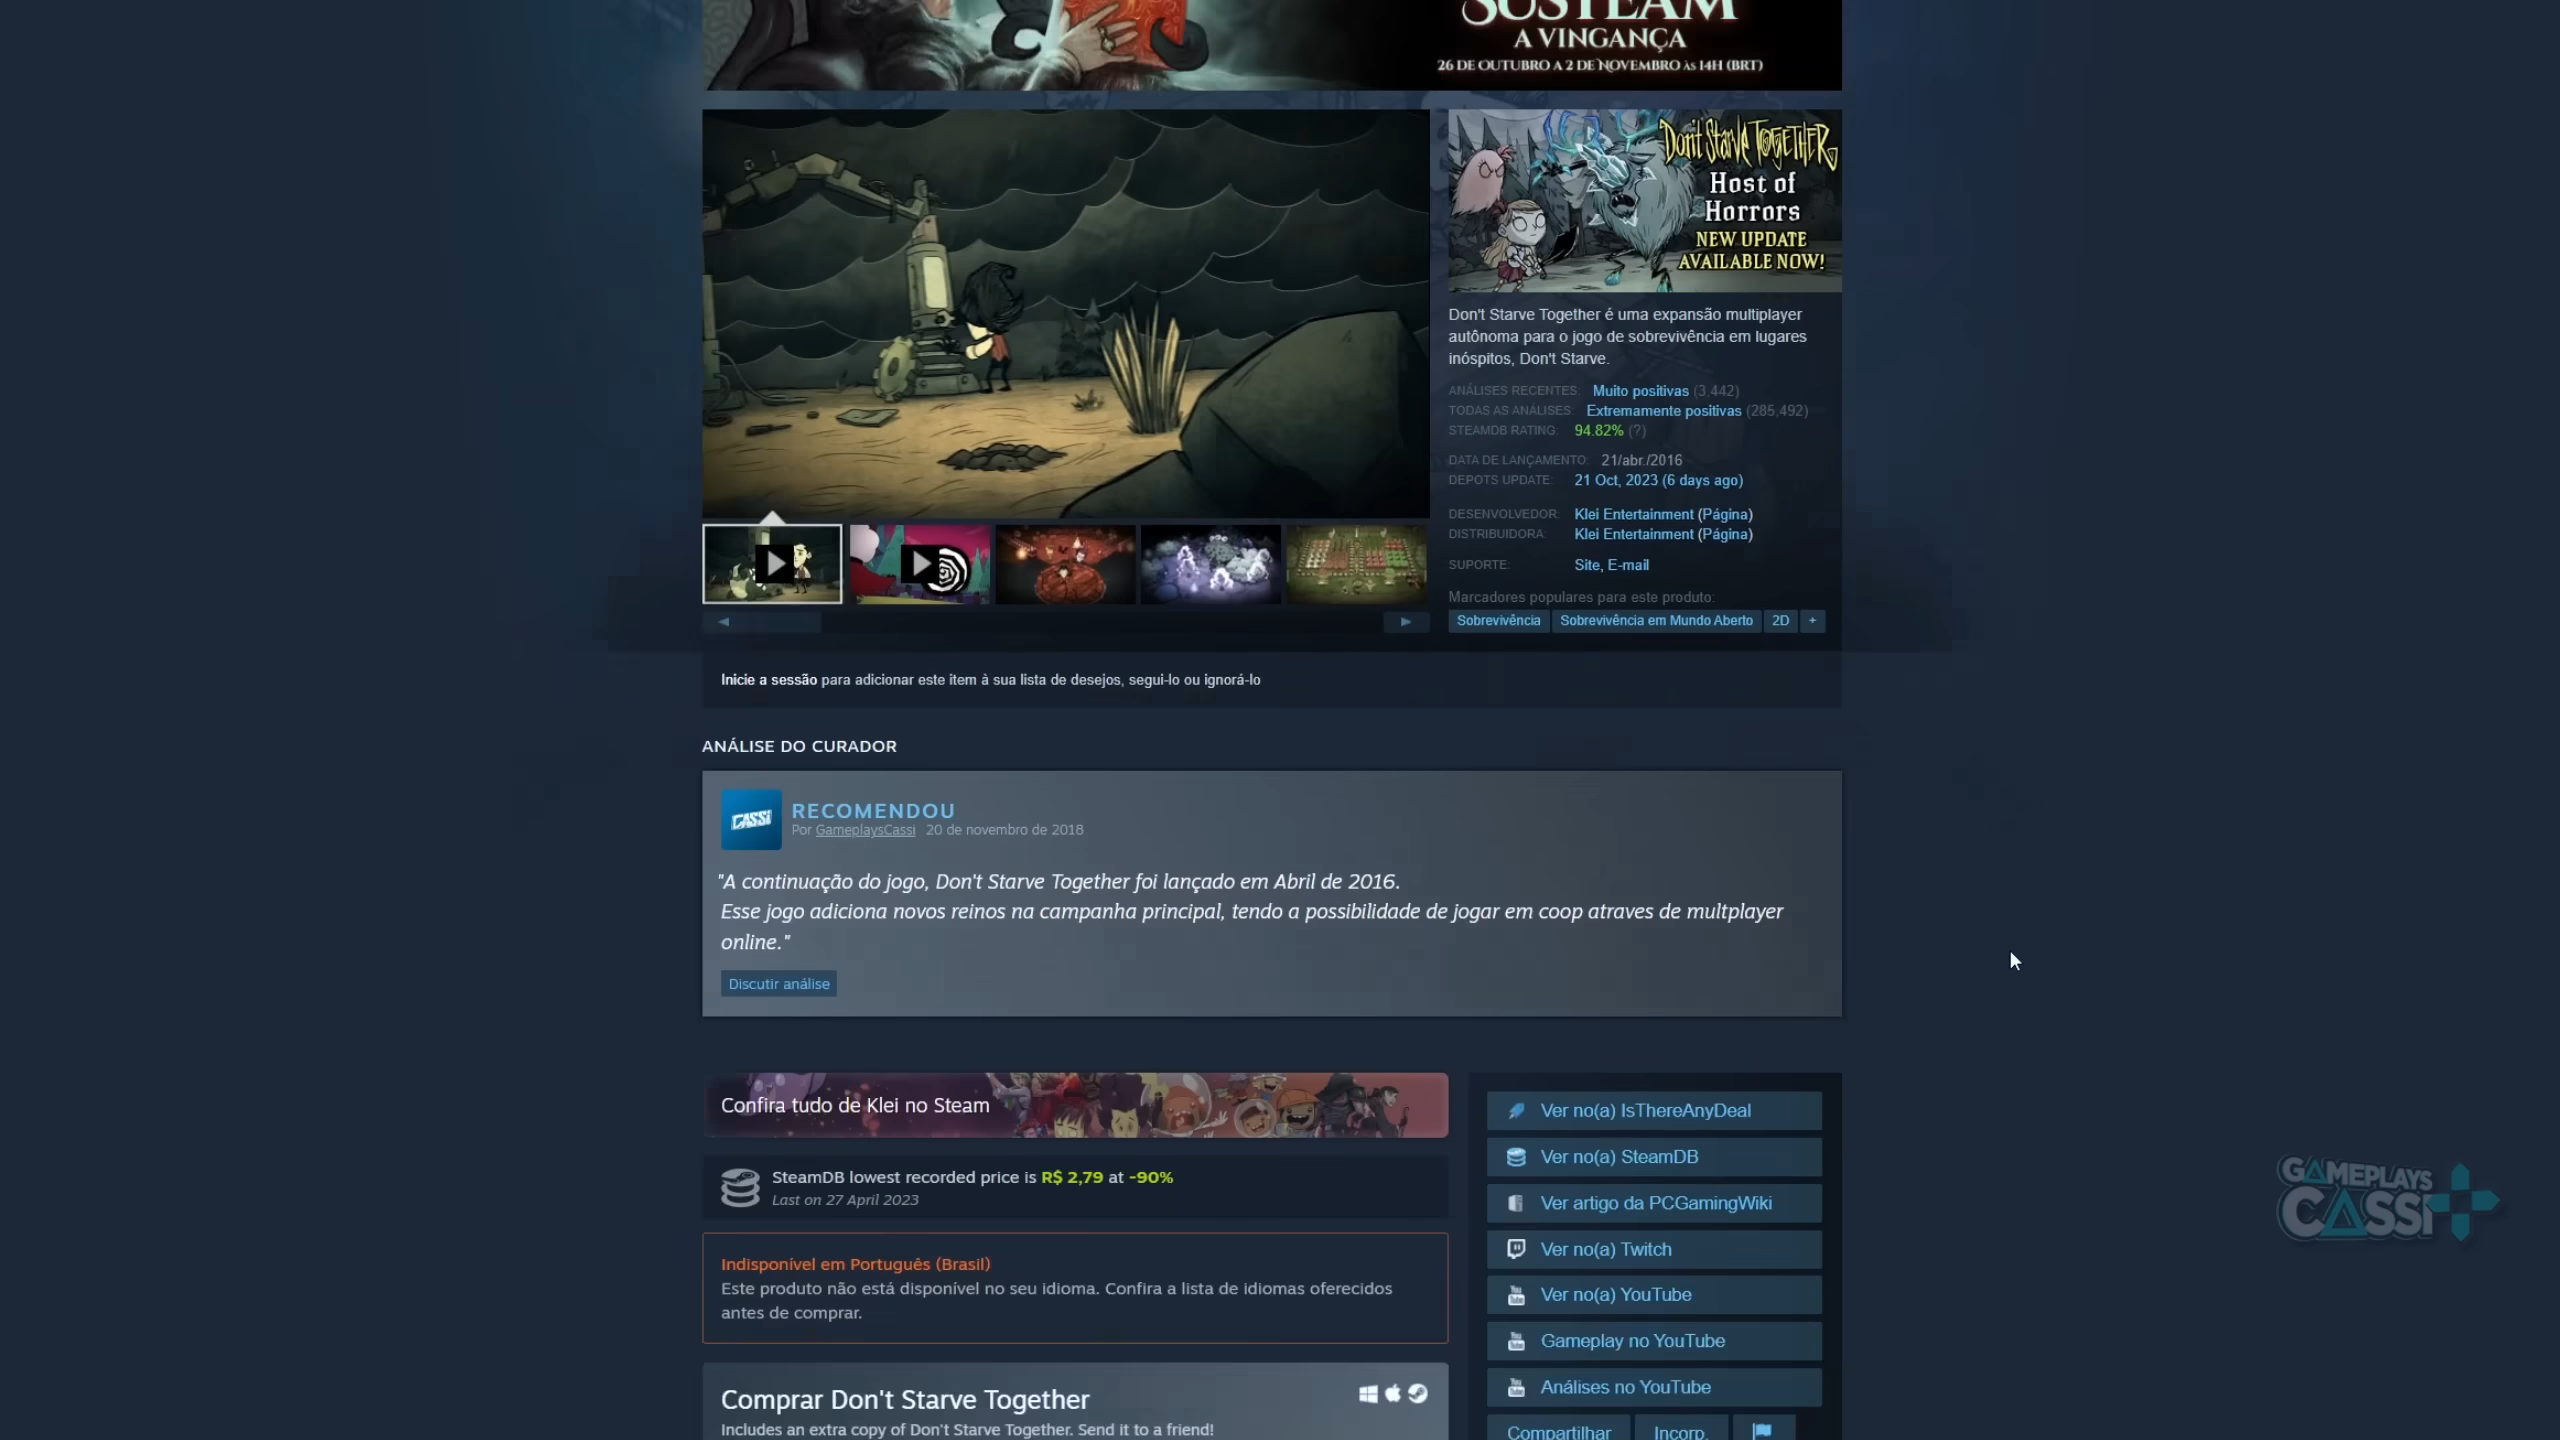 SUSTEAM
A VINGANÇA
26 DE OUTUBRO A 2 DE NOVEMBRO ÀS 14H (BRT)
Don't Starve Together
Host of
Horrors
NEW UPDATE
AVAILABLE NOW!
Don't Starve Together é uma expansão multiplayer
autônoma para o jogo de sobrevivência em lugares
inóspitos, Don't Starve.
ANÁLISES RECENTES: Muito positivas (3,442)
TODAS AS ANÁLISES: Extremamente positivas (285,492)
STEAMDB RATING: 94.82% (?)
DATA DE LANÇAMENTO: 21/abr./2016
DEPOTS UPDATE: 21 Oct, 2023 (6 days ago)
DESENVOLVEDOR: Klei Entertainment (Página)
DISTRIBUIDORA: Klei Entertainment (Página)
SUPORTE: Site, E-mail
Marcadores populares para este produto:
Sobrevivência Sobrevivência em Mundo Aberto 2D +
Inicie a sessão para adicionar este item à sua lista de desejos, segui-lo ou ignorá-lo
ANÁLISE DO CURADOR
CASSI
RECOMENDOU
Por GameplaysCassi 20 de novembro de 2018
"A continuação do jogo, Don't Starve Together foi lançado em Abril de 2016.
Esse jogo adiciona novos reinos na campanha principal, tendo a possibilidade de jogar em coop atraves de multplayer
online."
Discutir análise
Confira tudo de Klei no Steam
SteamDB lowest recorded price is R$ 2,79 at -90%
Last on 27 April 2023
Indisponível em Português (Brasil)
Este produto não está disponível no seu idioma. Confira a lista de idiomas oferecidos
antes de comprar.
Comprar Don't Starve Together
Includes an extra copy of Don't Starve Together. Send it to a friend!
Ver no(a) IsThereAnyDeal
Ver no(a) SteamDB
Ver artigo da PCGamingWiki
Ver no(a) Twitch
Ver no(a) YouTube
Gameplay no YouTube
Análises no YouTube
Compartilhar Incorp.
GAMEPLAYS
CASSI